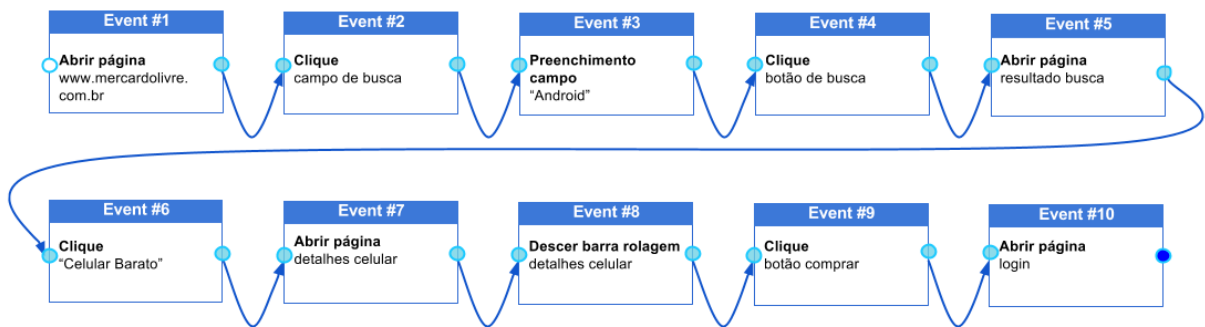 Event #1
Abrir página
www.mercardolivre.
com.br
Event #2
Clique
campo de busca
Event #3
Preenchimento
campo
“Android”
Event #4
Clique
botão de busca
Event #5
Abrir página
resultado busca
Event #6
Clique
“Celular Barato”
Event #7
Abrir página
detalhes celular
Event #8
Descer barra rolagem
detalhes celular
Event #9
Clique
botão comprar
Event #10
Abrir página
login